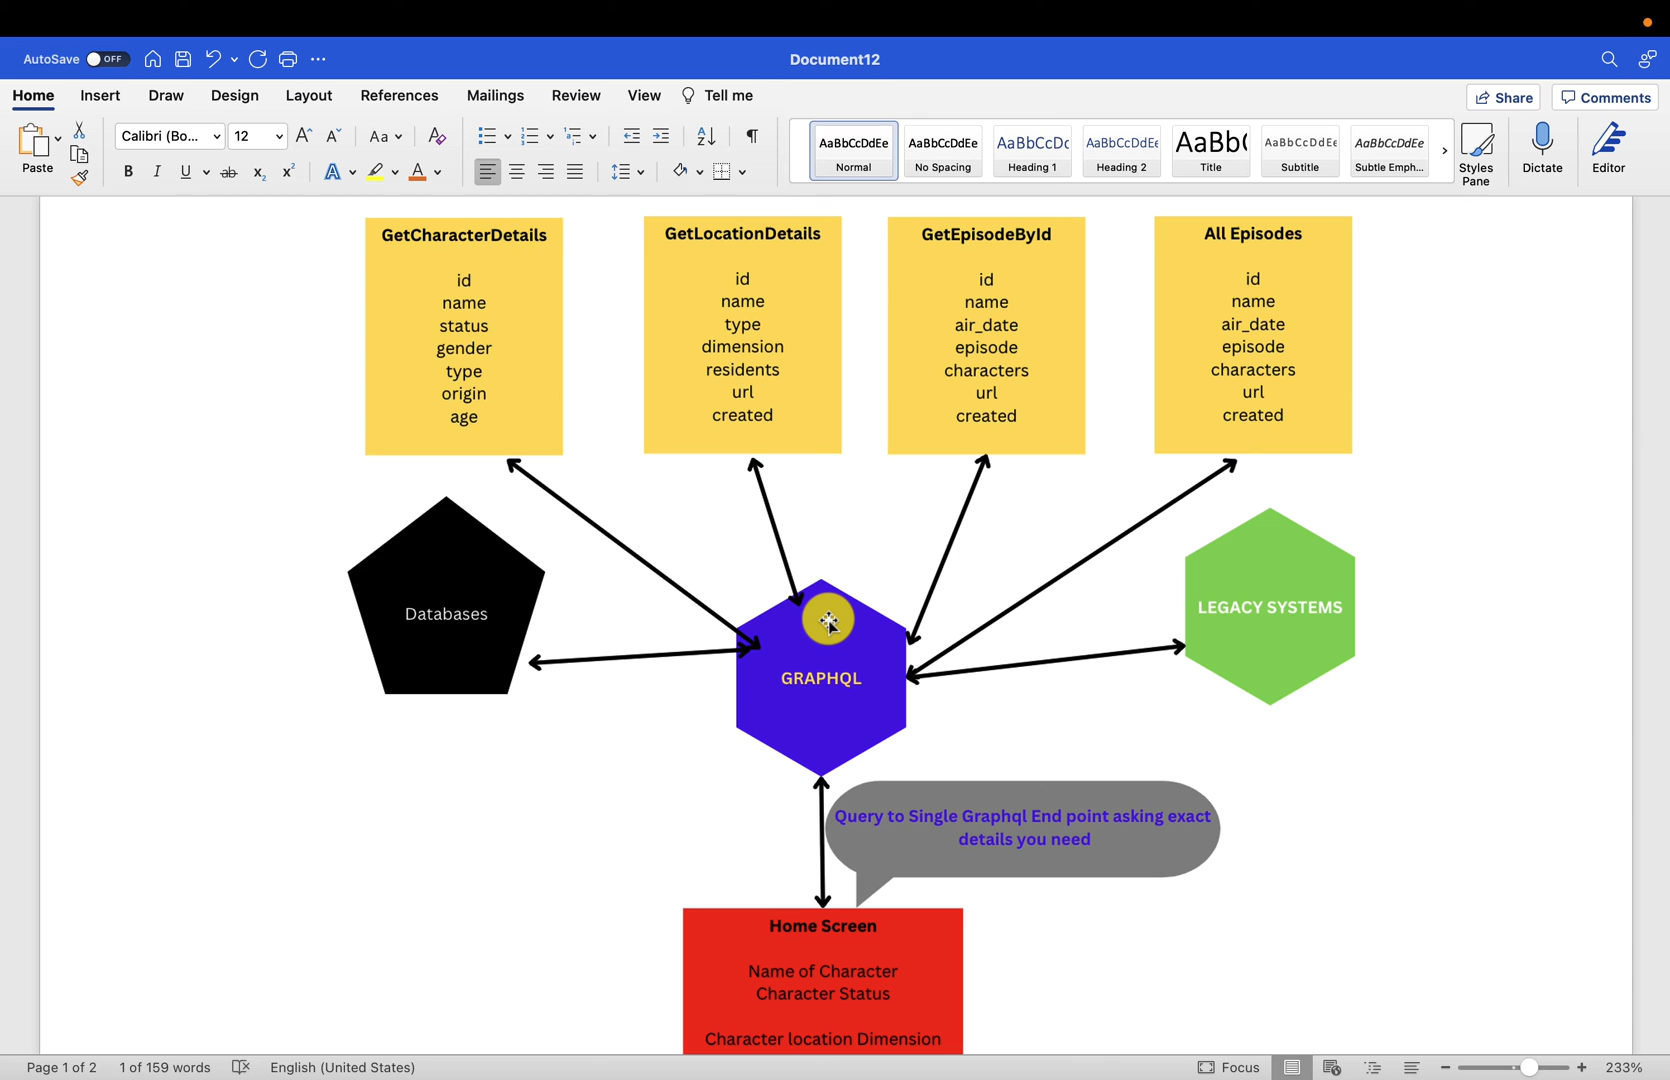 AutoSave OFF
Document12
Home Insert Draw Design Layout References Mailings Review View Tell me
Share Comments
Paste
Calibri (Bo... 12
AaBbCcDdEe
Normal
AaBbCcDdEe
No Spacing
AaBbCcDc
Heading 1
AaBbCcDdEe
Heading 2
AaBb(
Title
AaBbCcDdEe
Subtitle
AaBbCcDdEe
Subtle Emph...
Styles
Pane
Dictate
Editor
GetCharacterDetails
id
name
status
gender
type
origin
age
GetLocationDetails
id
name
type
dimension
residents
url
created
GetEpisodeById
id
name
air_date
episode
characters
url
created
All Episodes
id
name
air_date
episode
characters
url
created
Databases
LEGACY SYSTEMS
GRAPHQL
Query to Single Graphql End point asking exact
details you need
Home Screen
Name of Character
Character Status
Character location Dimension
Page 1 of 2 1 of 159 words English (United States)
Focus 233%